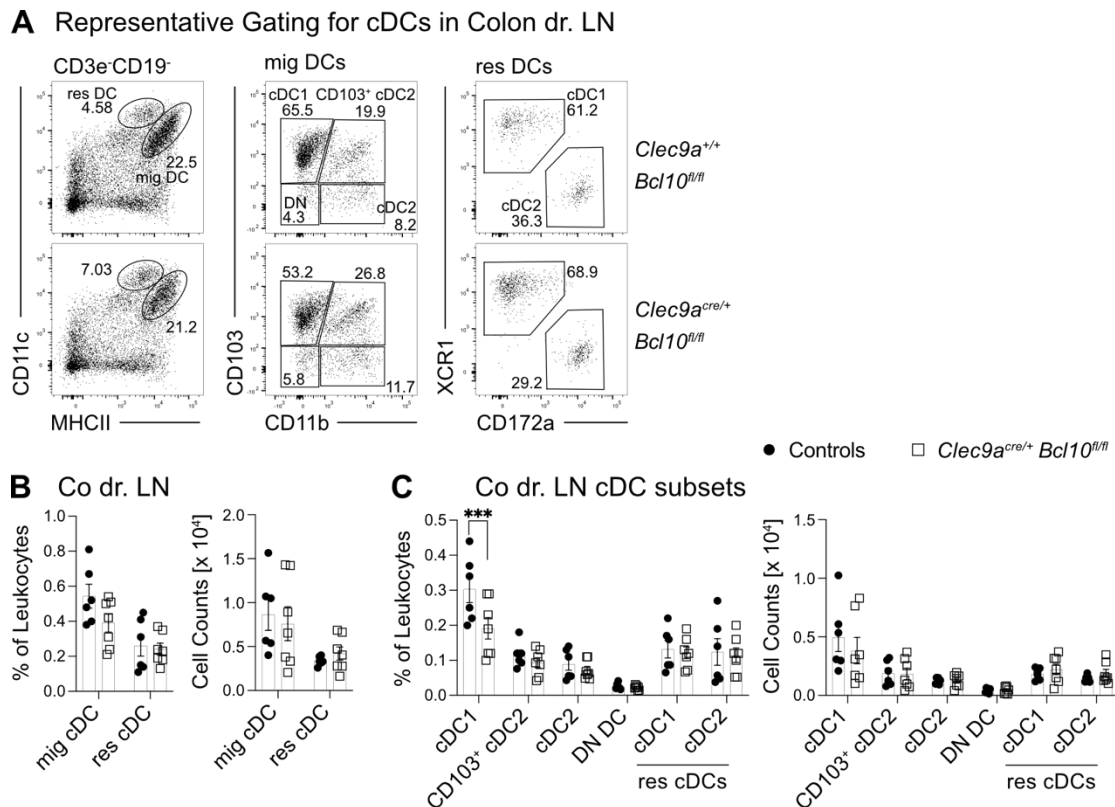 A Representative Gating for cDCs in Colon dr. LN
CD3e-CD19-
mig DCs
res DCs
res DC
4.58
22.5
mig DC
cDC1 CD103+ cDC2
65.5 19.9
DN
4.3
cDC2
8.2
cDC1
61.2
cDC2
36.3
Clec9a+/+
Bcl10fl/fl
7.03
21.2
53.2 26.8
5.8 11.7
68.9
29.2
Clec9acre/+
Bcl10fl/fl
CD11c
MHCII
CD103
CD11b
XCR1
CD172a
Controls
Clec9acre/+ Bcl10fl/fl
B Co dr. LN
% of Leukocytes
1.0
0.8
0.6
0.4
0.2
0.0
mig cDC
res cDC
Cell Counts [x 10⁴]
2.0
1.5
1.0
0.5
0.0
mig cDC
res cDC
C Co dr. LN cDC subsets
% of Leukocytes
0.5
0.4
0.3
0.2
0.1
0.0
***
cDC1
CD103+ cDC2
cDC2
DN DC
cDC1
cDC2
res cDCs
Cell Counts [x 10⁴]
1.5
1.0
0.5
0.0
cDC1
CD103+ cDC2
cDC2
DN DC
cDC1
cDC2
res cDCs